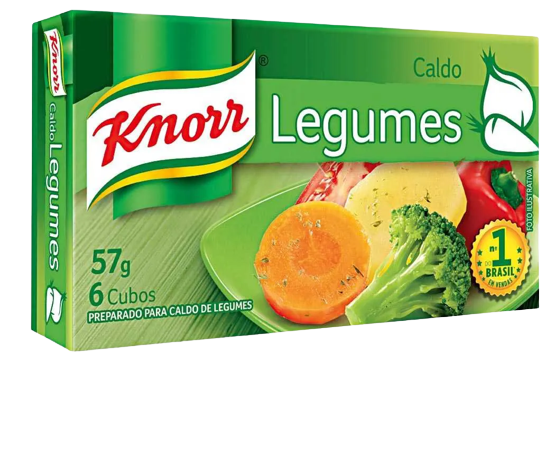 Knorr
Caldo
Legumes
Knorr
®
Caldo
Legumes
57g
6 Cubos
PREPARADO PARA CALDO DE LEGUMES
nº
1
BRASIL
EM VENDAS
FOTO ILUSTRATIVA